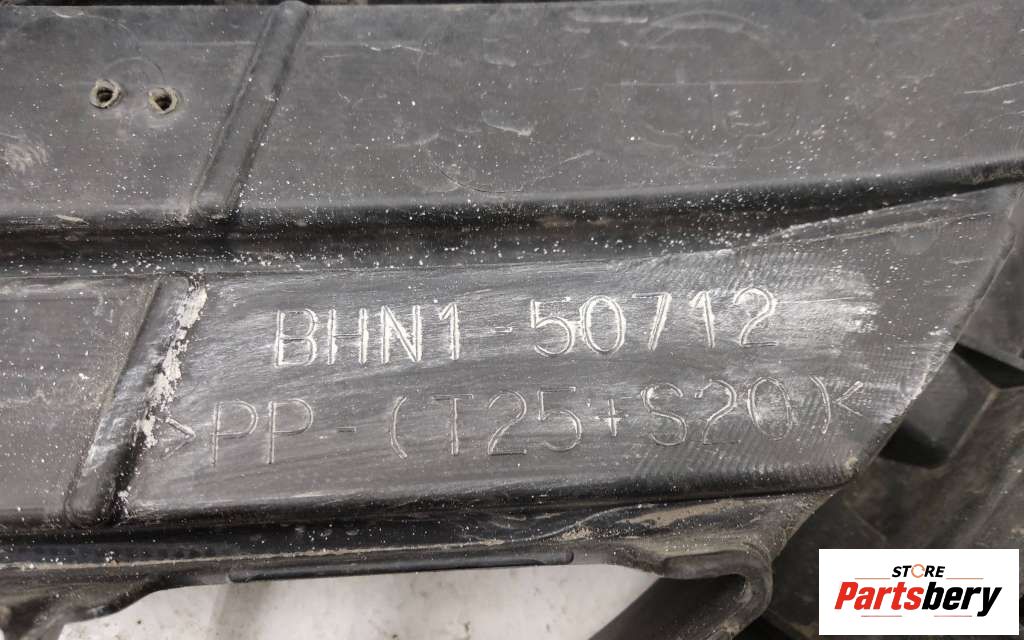 BHN1-50712
>PP-(T25+S20)<
STORE
Partsbery